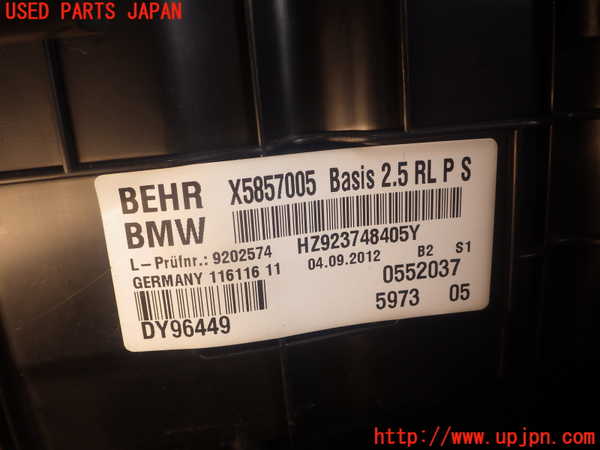 USED PARTS JAPAN
BEHR X5857005 Basis 2.5 RL P S
BMW
L-Prüfnr.: 9202574 HZ923748405Y
GERMANY 116116 11 04.09.2012 B2 S1
0552037
DY96449 5973 05
http://www.upjpn.com/